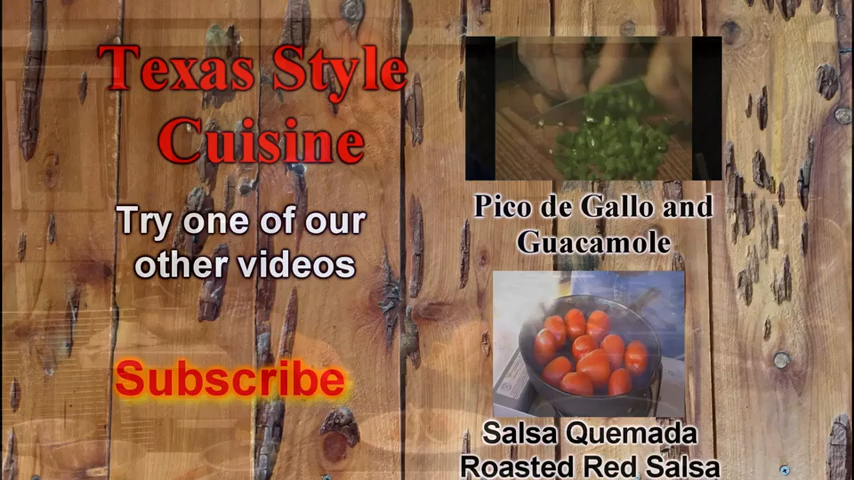 Texas Style
Cuisine
Try one of our
other videos
Subscribe
Pico de Gallo and
Guacamole
Salsa Quemada
Roasted Red Salsa